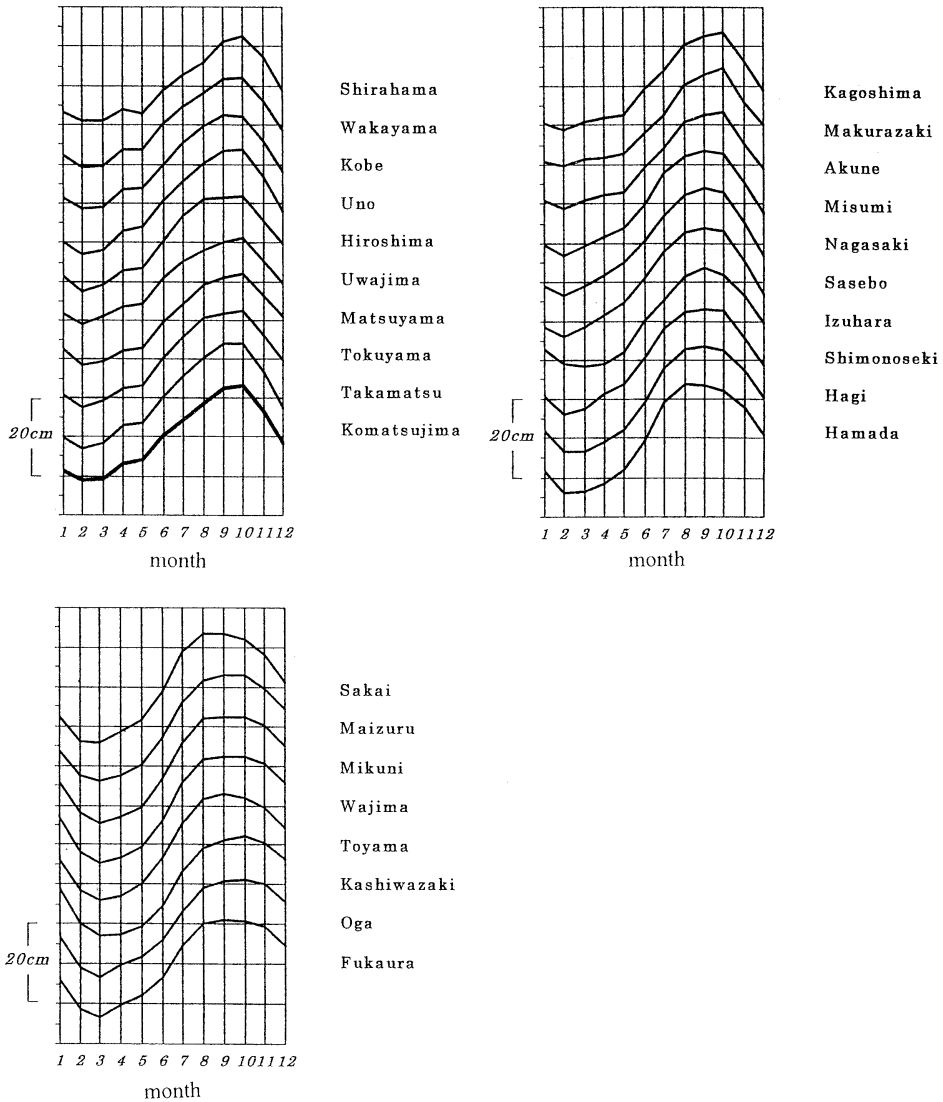 Shirahama
Wakayama
Kobe
Uno
Hiroshima
Uwajima
Matsuyama
Tokuyama
Takamatsu
Komatsujima
20cm
1 2 3 4 5 6 7 8 9 10 11 12
month
Kagoshima
Makurazaki
Akune
Misumi
Nagasaki
Sasebo
Izuhara
Shimonoseki
Hagi
Hamada
20cm
1 2 3 4 5 6 7 8 9 10 11 12
month
Sakai
Maizuru
Mikuni
Wajima
Toyama
Kashiwazaki
Oga
Fukaura
20cm
1 2 3 4 5 6 7 8 9 10 11 12
month